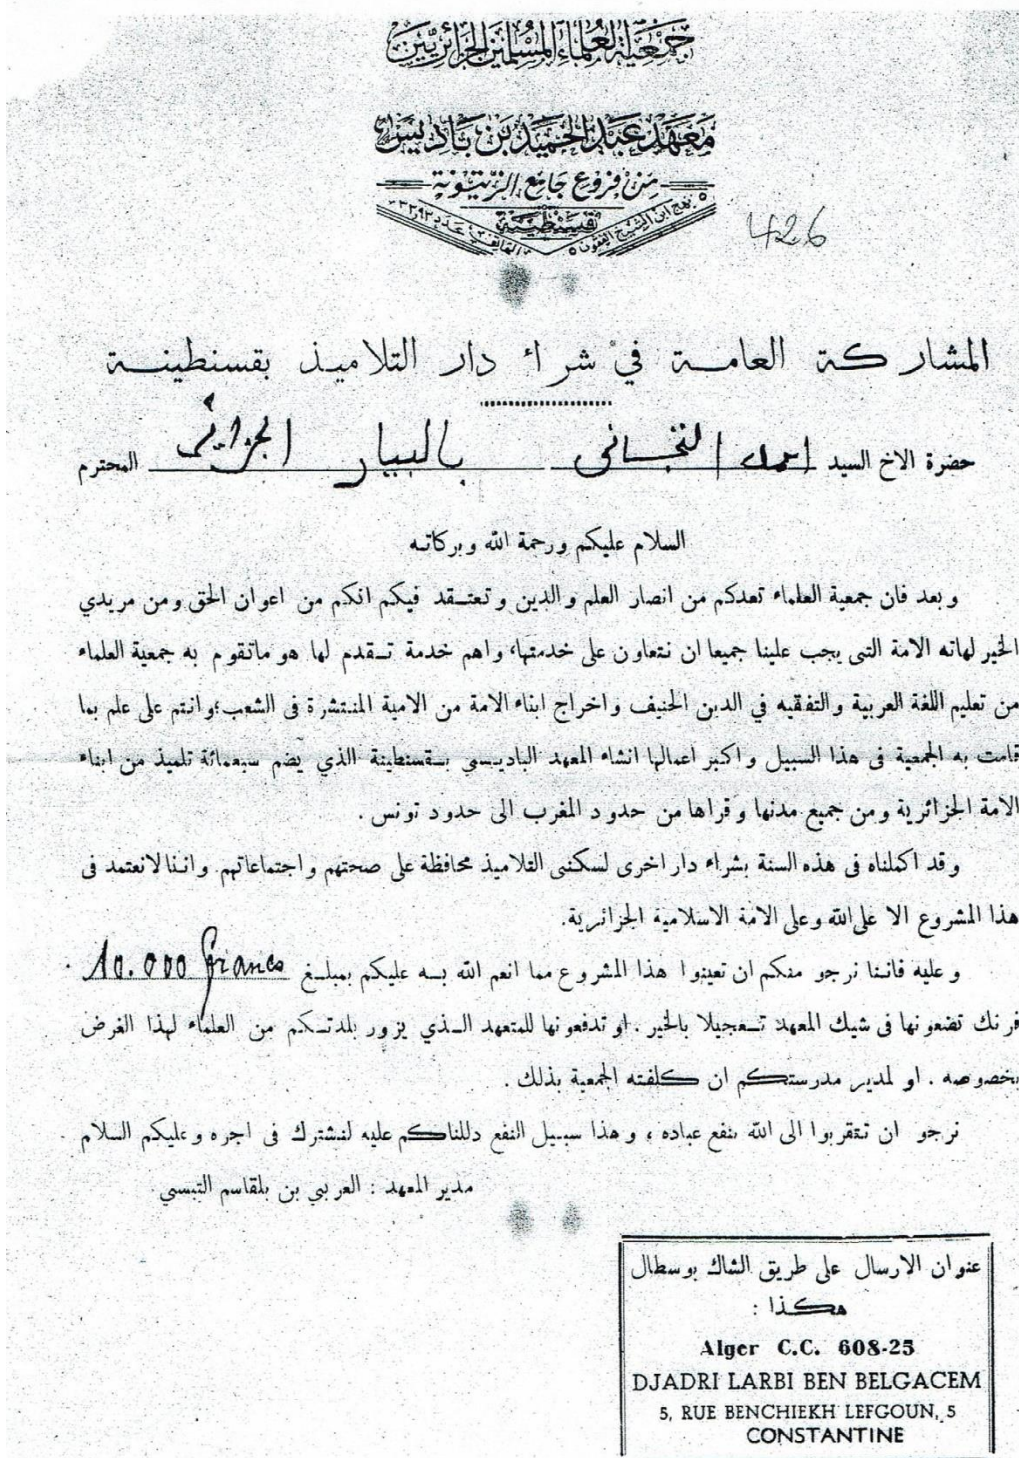 جمعية العلماء المسلمين الجزائريين
معهد عبد الحميد بن باديس
من فروع جامع الزيتونة
قسنطينة
٥ نهج ابن الشيخ الفقون ٥
الهاتف: عدد ٣٢.٩٣
426
المشاركة العامة في شراء دار التلاميذ بقسنطينة
حضرة الاخ السيد احمد التجاني بالبيار الجزائر المحترم
السلام عليكم ورحمة الله وبركاته
وبعد فان جمعية العلماء تعدكم من انصار العلم والدين وتعتقد فيكم انكم من اعوان الحق ومن مريدي
الخير لهاته الامة التى يجب علينا جميعا ان نتعاون على خدمتها، واهم خدمة تقدم لها هو ماتقوم به جمعية العلماء
من تعليم اللغة العربية والتفقيه في الدين الحنيف واخراج ابناء الامة من الامية المنتشرة فى الشعب؛ وانتم على علم بما
قامت به الجمعية فى هذا السبيل واكبر اعمالها انشاء المعهد الباديسي بقسنطينة الذي يضم سبعمائة تلميذ من ابناء
الامة الجزائرية ومن جميع مدنها وقراها من حدود المغرب الى حدود تونس .
وقد اكملناه فى هذه السنة بشراء دار اخرى لسكنى التلاميذ محافظة على صحتهم واجتماعاتهم واننا لانعتمد فى
هذا المشروع الا على الله وعلى الامة الاسلامية الجزائرية.
وعليه فاننا نرجو منكم ان تعينوا هذا المشروع مما انعم الله به عليكم بمبلغ 10.000 francs .
فرنك تضعونها فى شيك المعهد تعجيلا بالخير . او تدفعونها للمتعهد الذي يزور بلدتكم من العلماء لهذا الغرض
بخصوصه . او لمدير مدرستكم ان كلفته الجمعية بذلك .
نرجو ان تتقربوا الى الله بنفع عباده ، وهذا سبيل النفع دللناكم عليه لنشترك فى اجره وعليكم السلام
مدير المعهد : العربي بن بلقاسم التبسي
عنوان الارسال على طريق الشاك بوسطال
هكذا :
Alger C.C. 608-25
DJADRI LARBI BEN BELGACEM
5, RUE BENCHIEKH LEFGOUN, 5
CONSTANTINE